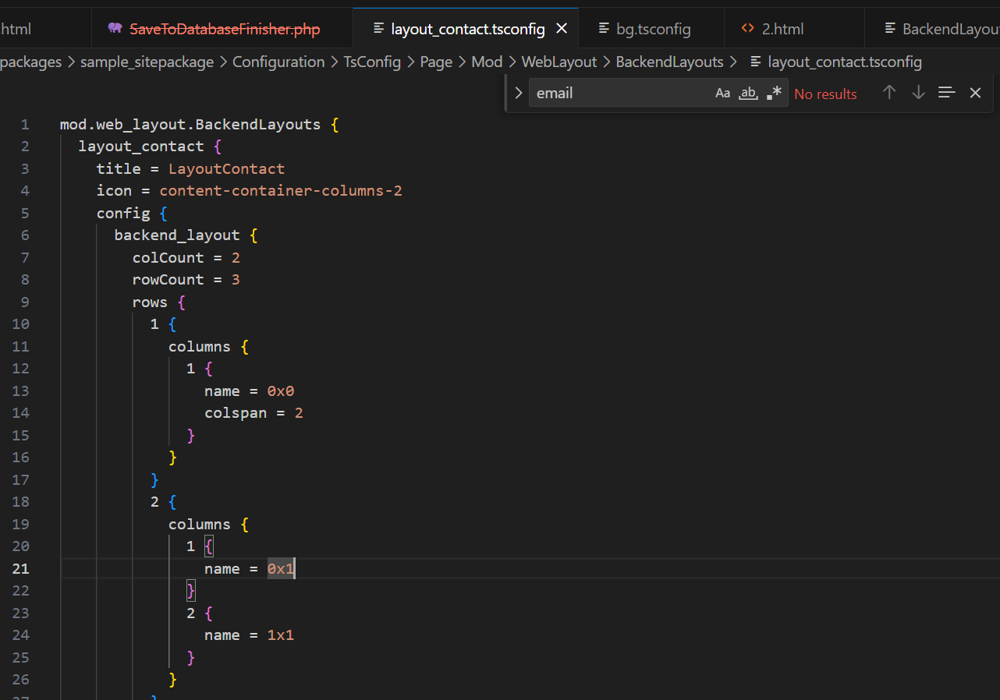 html SaveToDatabaseFinisher.php layout_contact.tsconfig bg.tsconfig 2.html BackendLayou
packages > sample_sitepackage > Configuration > TsConfig > Page > Mod > WebLayout > BackendLayouts > layout_contact.tsconfig
email Aa ab .* No results
1 mod.web_layout.BackendLayouts {
2 layout_contact {
3 title = LayoutContact
4 icon = content-container-columns-2
5 config {
6 backend_layout {
7 colCount = 2
8 rowCount = 3
9 rows {
10 1 {
11 columns {
12 1 {
13 name = 0x0
14 colspan = 2
15 }
16 }
17 }
18 2 {
19 columns {
20 1 {
21 name = 0x1
22 }
23 2 {
24 name = 1x1
25 }
26 }
27 }